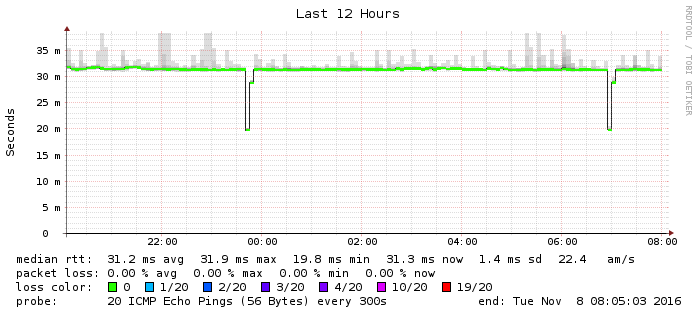 Last 12 Hours
RRDTOOL / TOBI OETIKER
Seconds
35 m
30 m
25 m
20 m
15 m
10 m
5 m
0
22:00 00:00 02:00 04:00 06:00 08:00
median rtt: 31.2 ms avg 31.9 ms max 19.8 ms min 31.3 ms now 1.4 ms sd 22.4 am/s
packet loss: 0.00 % avg 0.00 % max 0.00 % min 0.00 % now
loss color: 0 1/20 2/20 3/20 4/20 10/20 19/20
probe: 20 ICMP Echo Pings (56 Bytes) every 300s end: Tue Nov 8 08:05:03 2016